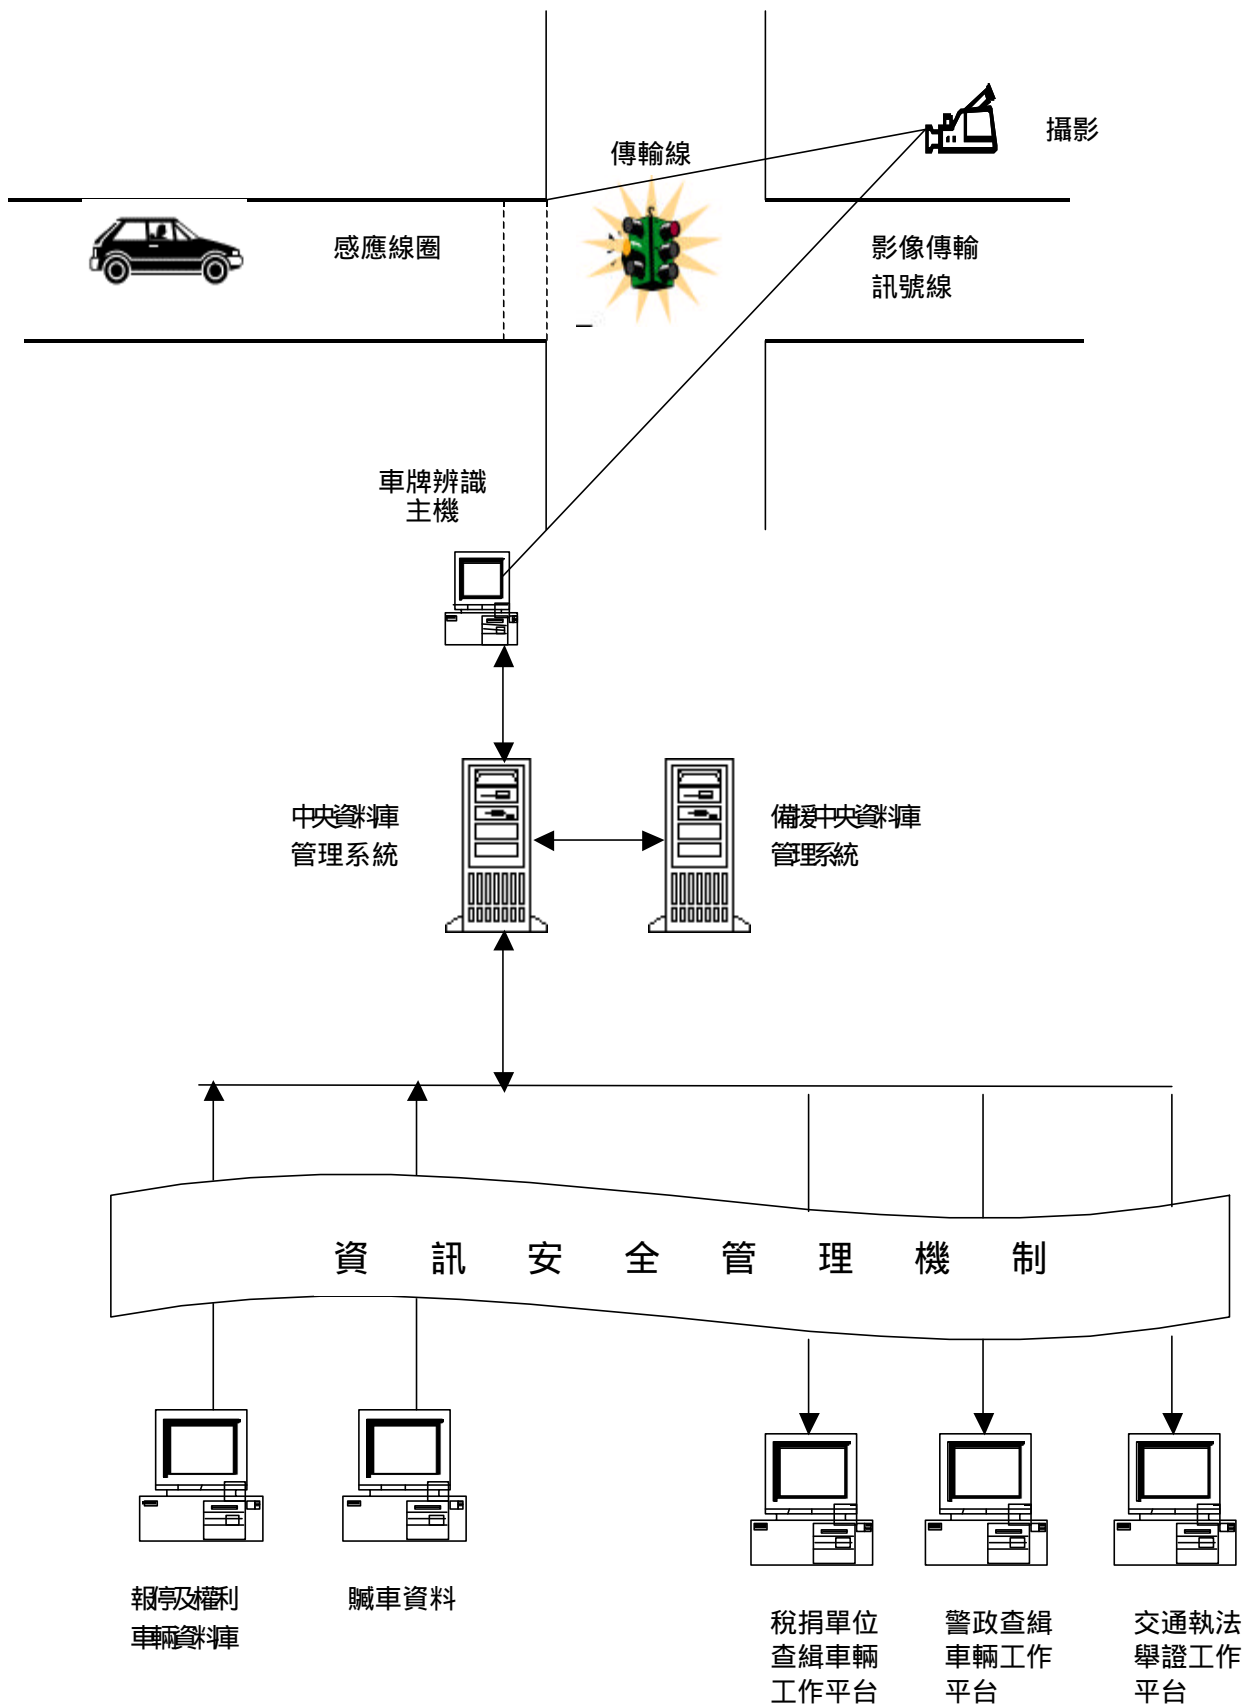 攝影
傳輸線
感應線圈
影像傳輸
訊號線
車牌辨識
主機
中央資料庫
管理系統
備援中央資料庫
管理系統
資訊安全管理機制
報停及權利
車輛資料庫
贓車資料
稅捐單位
查緝車輛
工作平台
警政查緝
車輛工作
平台
交通執法
舉證工作
平台